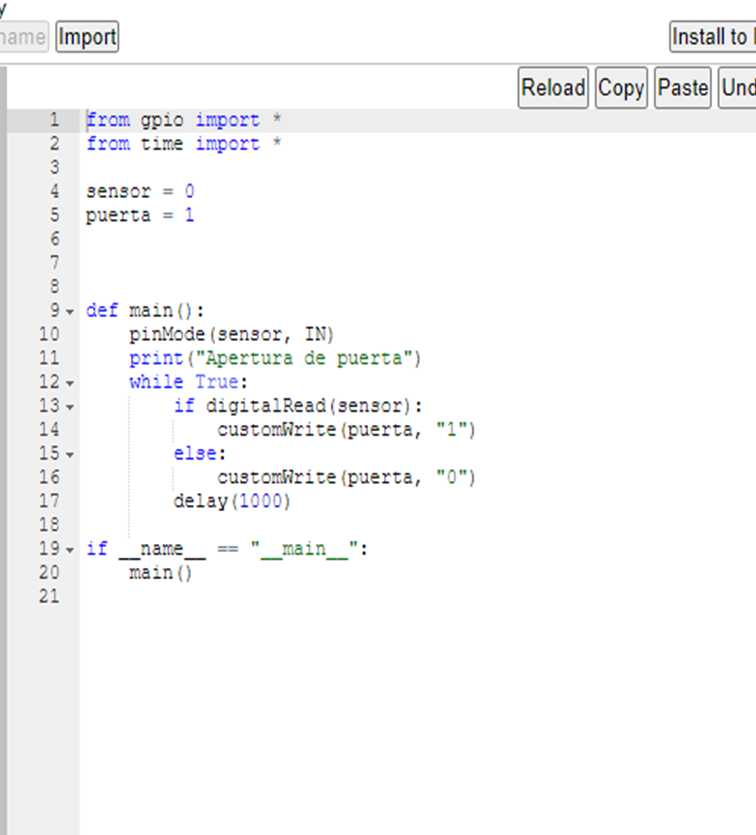 y
name Import Install to
Reload Copy Paste Und
1 from gpio import *
2 from time import *
3
4 sensor = 0
5 puerta = 1
6
7
8
9 def main():
10     pinMode(sensor, IN)
11     print("Apertura de puerta")
12     while True:
13         if digitalRead(sensor):
14             customWrite(puerta, "1")
15         else:
16             customWrite(puerta, "0")
17         delay(1000)
18
19 if __name__ == "__main__":
20     main()
21